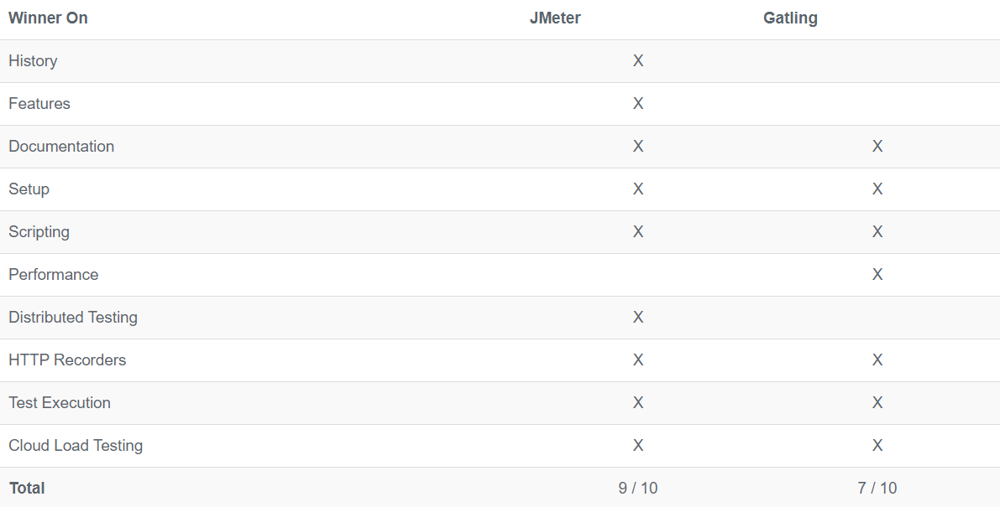 Winner On JMeter Gatling
History X
Features X
Documentation X X
Setup X X
Scripting X X
Performance X
Distributed Testing X
HTTP Recorders X X
Test Execution X X
Cloud Load Testing X X
Total 9 / 10 7 / 10